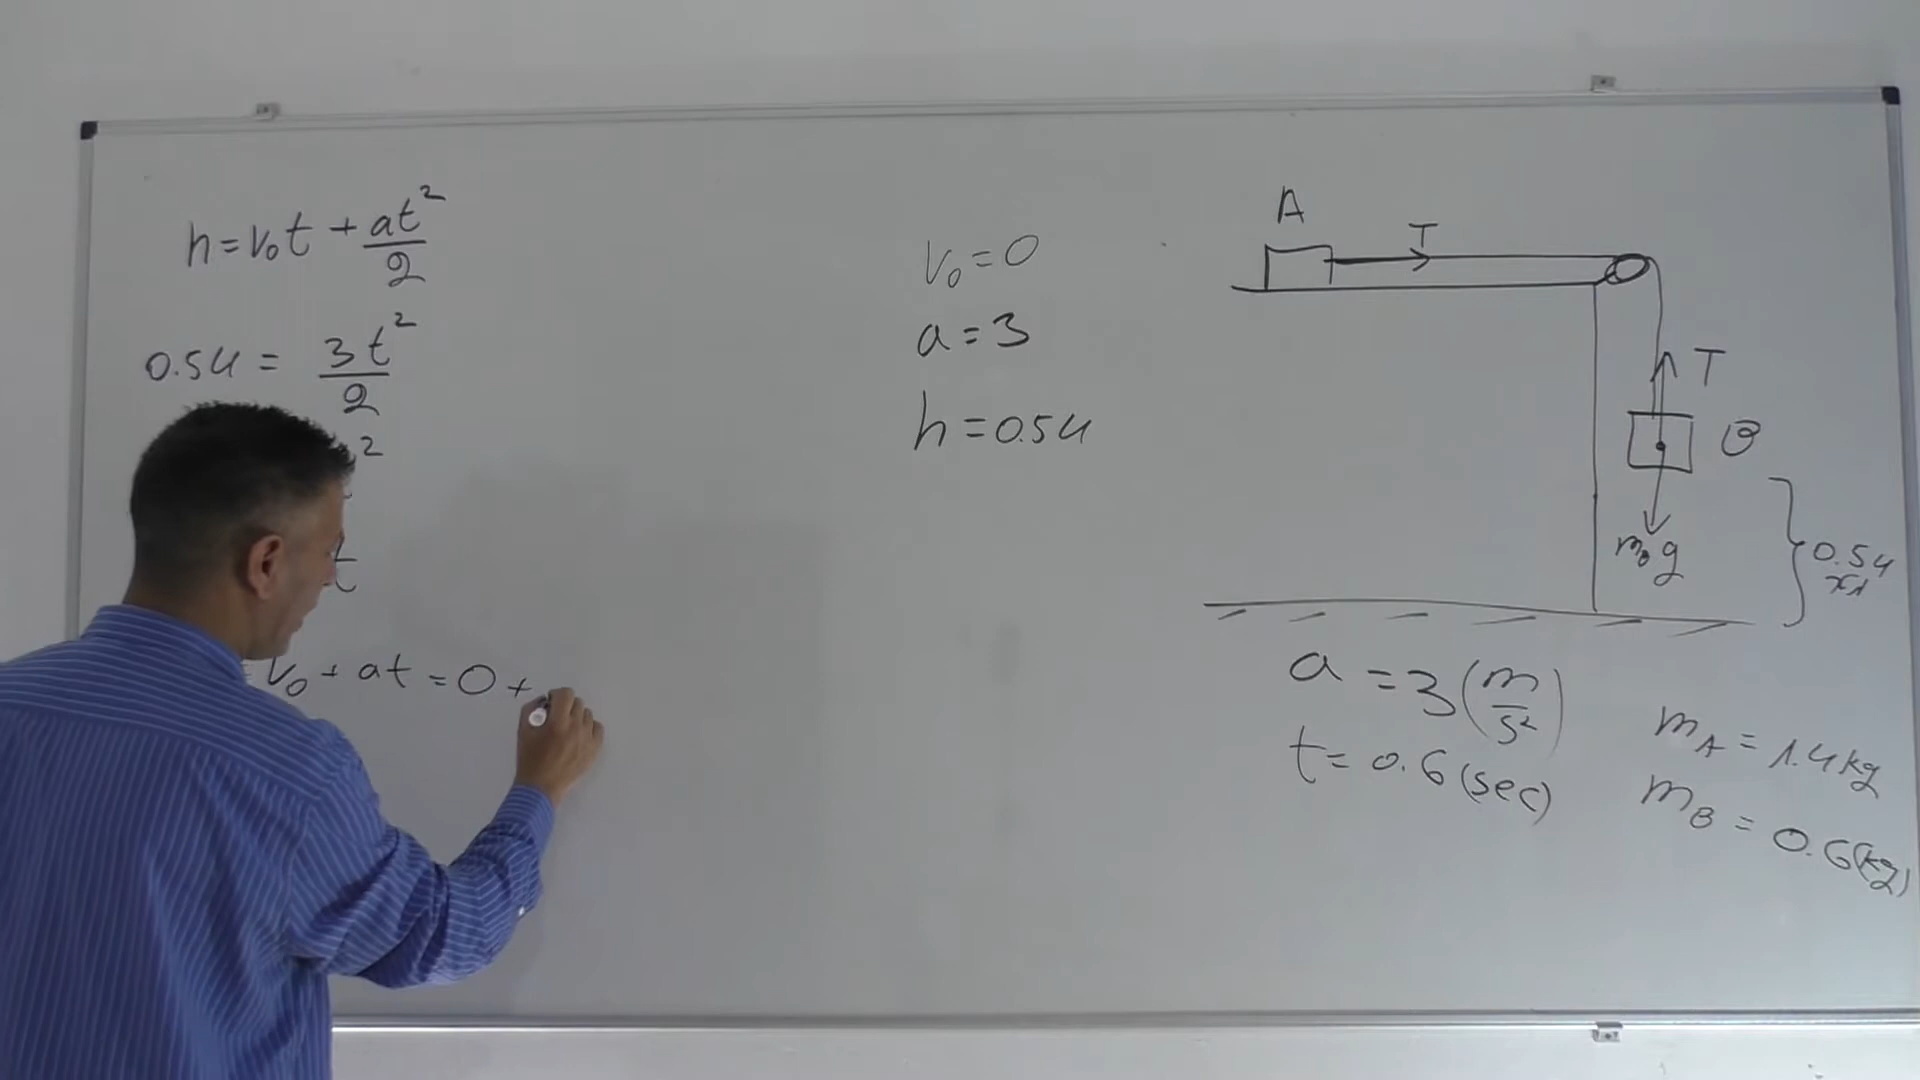 h = v₀t + at²/2
0.54 = 3t²/2
2
t
v₀ + at = 0 +
v₀ = 0
a = 3
h = 0.54
A
T
T
B
m_B g
0.54
a = 3 (m/s²)
t = 0.6 (sec)
m_A = 1.4 kg
m_B = 0.6 (kg)